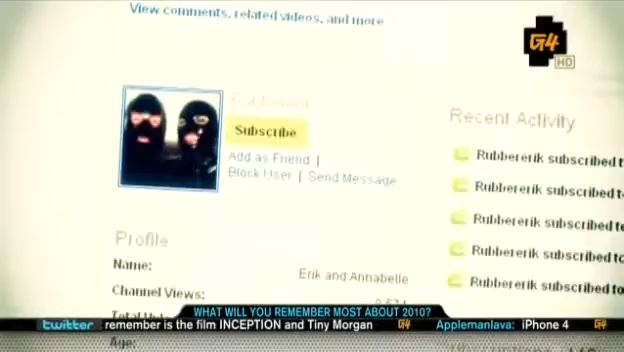 View comments, related videos, and more
G4
HD
Subscribe
Add as Friend |
Block User | Send Message
Recent Activity
Rubbererik subscribed t
Rubbererik subscribed t
Rubbererik subscribed te
Rubbererik subscribed to
Rubbererik subscribed to
Profile
Name:
Erik and Annabelle
Channel Views:
WHAT WILL YOU REMEMBER MOST ABOUT 2010?
twitter remember is the film INCEPTION and Tiny Morgan G4 Applemanlava: iPhone 4 G4
Age: